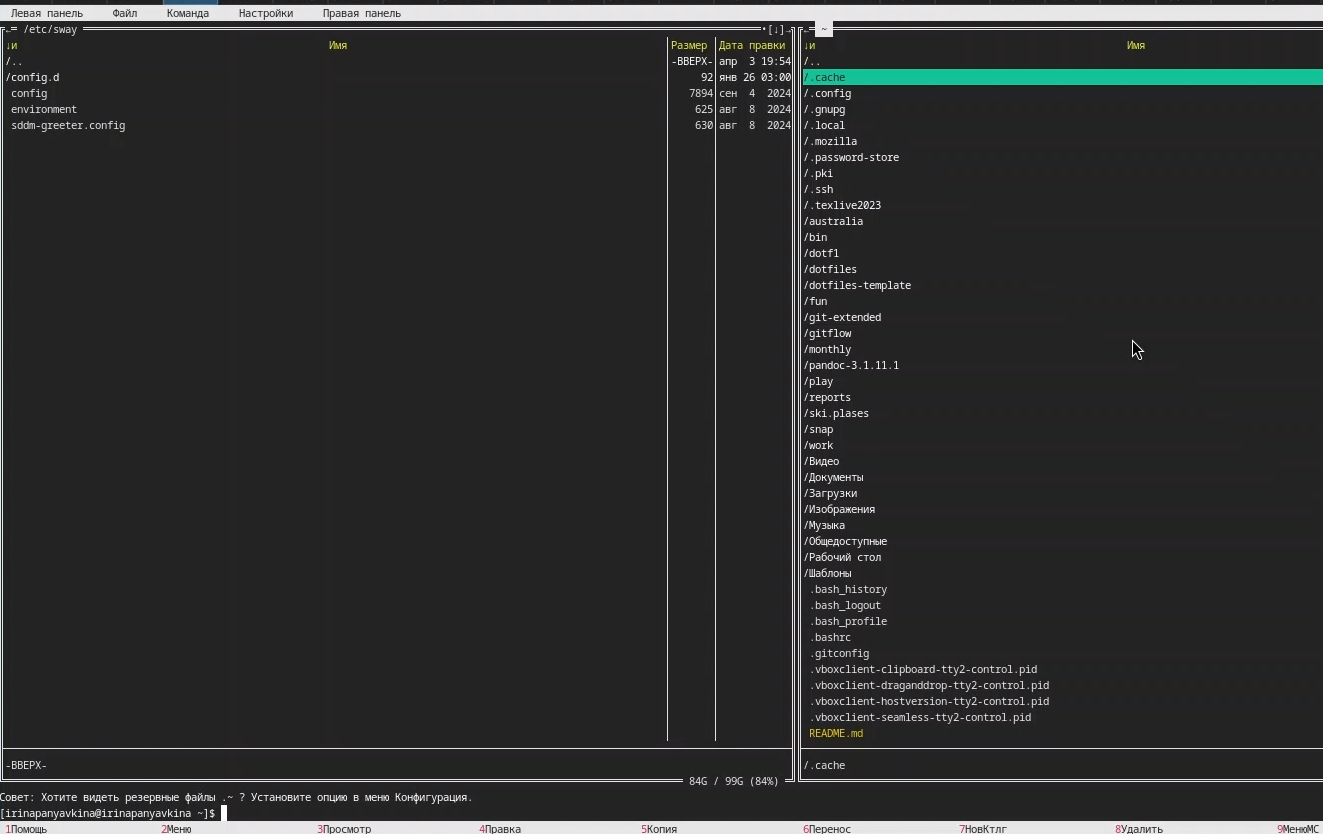 Левая панель Файл Команда Настройки Правая панель
/etc/sway .[↓]
↓и Имя Размер Дата правки
/.. -ВВЕРХ- апр 3 19:54
/config.d 92 янв 26 03:00
config 7894 сен 4 2024
environment 625 авг 8 2024
sddm-greeter.config 630 авг 8 2024
-ВВЕРХ-
84G / 99G (84%)
~
↓и Имя
/..
/.cache
/.config
/.gnupg
/.local
/.mozilla
/.password-store
/.pki
/.ssh
/.texlive2023
/australia
/bin
/dotf1
/dotfiles
/dotfiles-template
/fun
/git-extended
/gitflow
/monthly
/pandoc-3.1.11.1
/play
/reports
/ski.plases
/snap
/work
/Видео
/Документы
/Загрузки
/Изображения
/Музыка
/Общедоступные
/Рабочий стол
/Шаблоны
.bash_history
.bash_logout
.bash_profile
.bashrc
.gitconfig
.vboxclient-clipboard-tty2-control.pid
.vboxclient-draganddrop-tty2-control.pid
.vboxclient-hostversion-tty2-control.pid
.vboxclient-seamless-tty2-control.pid
README.md
/.cache
Совет: Хотите видеть резервные файлы .~ ? Установите опцию в меню Конфигурация.
[irinapanyavkina@irinapanyavkina ~]$
1Помощь 2Меню 3Просмотр 4Правка 5Копия 6Перенос 7НовКтлг 8Удалить 9МенюMC